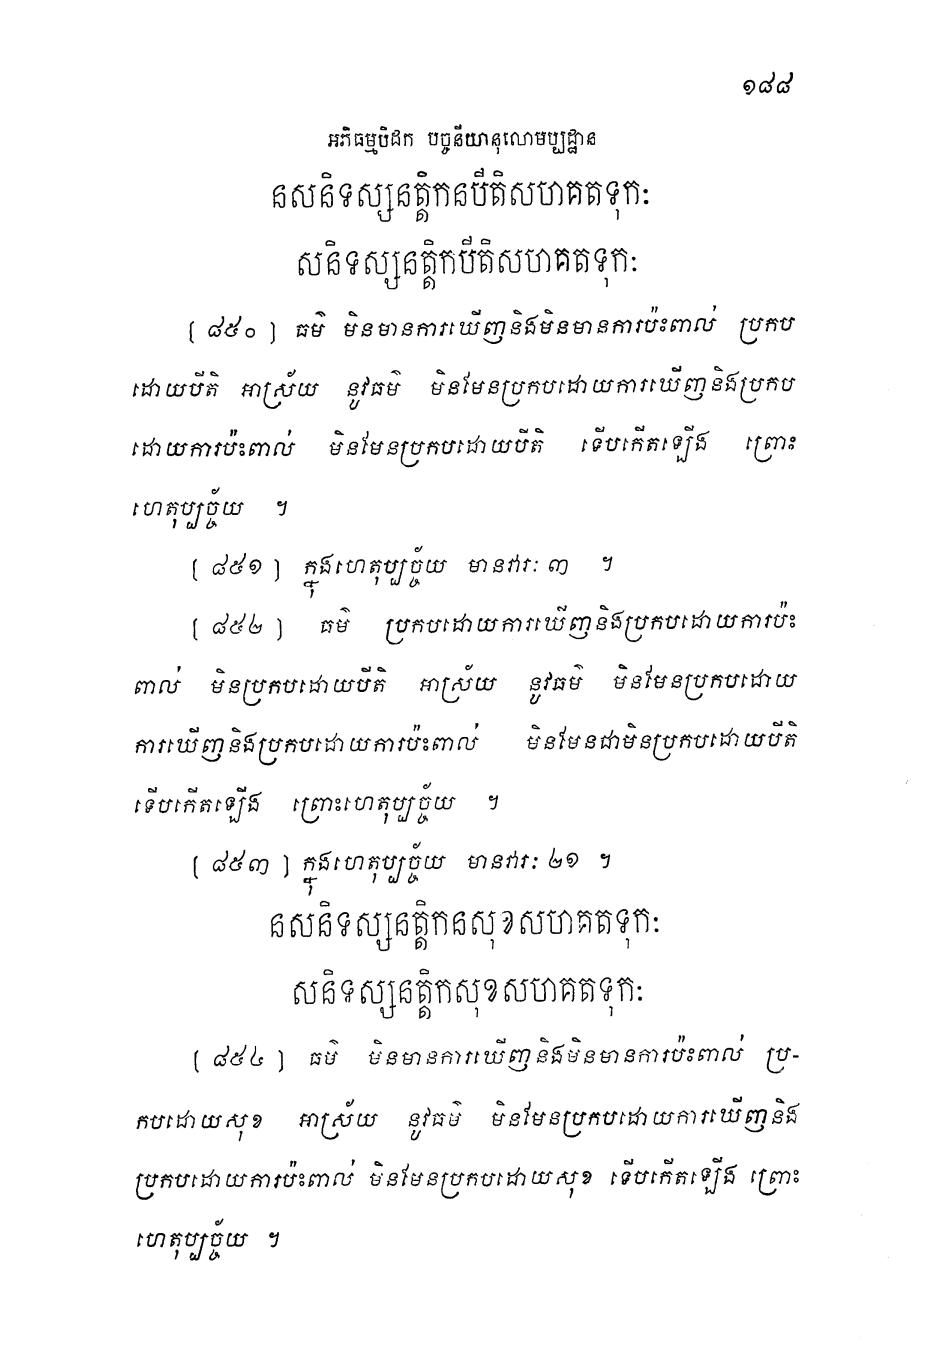 ១៨៨
អភិធម្មបិដក បច្ចនីយានុលោមប្បដ្ឋាន
នសនិទស្សនត្តិកនបីតិសហគតទុកៈ
សនិទស្សនត្តិកបីតិសហគតទុកៈ
[ ៨៥០ ] ធម៌ មិនមានការឃើញនិងមិនមានការប៉ះពាល់ ប្រកប
ដោយបីតិ អាស្រ័យ នូវធម៌ មិនមែនប្រកបដោយការឃើញនិងប្រកប
ដោយការប៉ះពាល់ មិនមែនប្រកបដោយបីតិ ទើបកើតឡើង ព្រោះ
ហេតុប្បច្ច័យ ។
[ ៨៥១ ] ក្នុងហេតុប្បច្ច័យ មានវារៈ ៣ ។
[ ៨៥២ ] ធម៌ ប្រកបដោយការឃើញនិងប្រកបដោយការប៉ះ
ពាល់ មិនប្រកបដោយបីតិ អាស្រ័យ នូវធម៌ មិនមែនប្រកបដោយ
ការឃើញនិងប្រកបដោយការប៉ះពាល់ មិនមែនជាមិនប្រកបដោយបីតិ
ទើបកើតឡើង ព្រោះហេតុប្បច្ច័យ ។
[ ៨៥៣ ] ក្នុងហេតុប្បច្ច័យ មានវារៈ ២១ ។
នសនិទស្សនត្តិកនសុខសហគតទុកៈ
សនិទស្សនត្តិកសុខសហគតទុកៈ
[ ៨៥៤ ] ធម៌ មិនមានការឃើញនិងមិនមានការប៉ះពាល់ ប្រ-
កបដោយសុខ អាស្រ័យ នូវធម៌ មិនមែនប្រកបដោយការឃើញនិង
ប្រកបដោយការប៉ះពាល់ មិនមែនប្រកបដោយសុខ ទើបកើតឡើង ព្រោះ
ហេតុប្បច្ច័យ ។